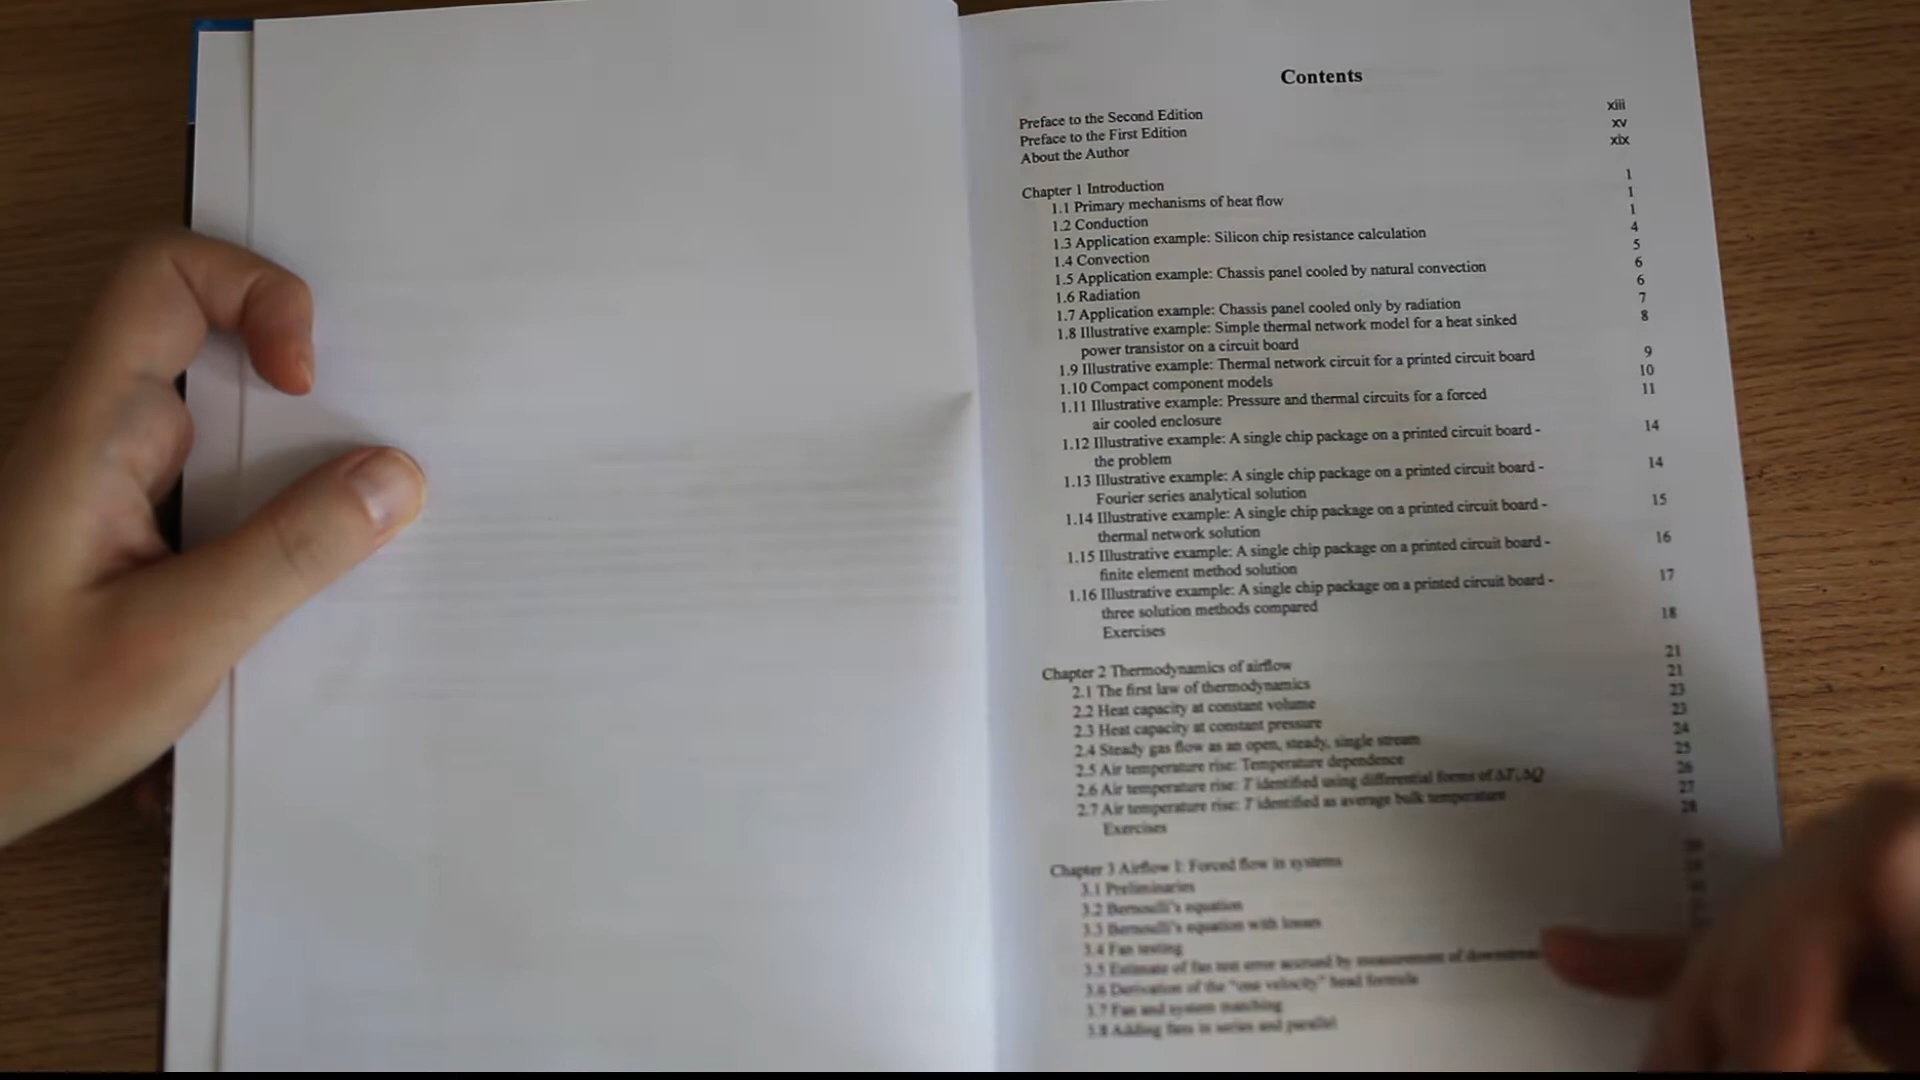 Contents
Preface to the Second Edition xiii
Preface to the First Edition xv
About the Author xix
Chapter 1 Introduction 1
1.1 Primary mechanisms of heat flow 1
1.2 Conduction 1
1.3 Application example: Silicon chip resistance calculation 4
1.4 Convection 5
1.5 Application example: Chassis panel cooled by natural convection 6
1.6 Radiation 6
1.7 Application example: Chassis panel cooled only by radiation 7
1.8 Illustrative example: Simple thermal network model for a heat sinked 8
power transistor on a circuit board
1.9 Illustrative example: Thermal network circuit for a printed circuit board 9
1.10 Compact component models 10
1.11 Illustrative example: Pressure and thermal circuits for a forced 11
air cooled enclosure
1.12 Illustrative example: A single chip package on a printed circuit board - 14
the problem
1.13 Illustrative example: A single chip package on a printed circuit board - 14
Fourier series analytical solution
1.14 Illustrative example: A single chip package on a printed circuit board - 15
thermal network solution
1.15 Illustrative example: A single chip package on a printed circuit board - 16
finite element method solution
1.16 Illustrative example: A single chip package on a printed circuit board - 17
three solution methods compared
Exercises 18
Chapter 2 Thermodynamics of airflow 21
2.1 The first law of thermodynamics 21
2.2 Heat capacity at constant volume 23
2.3 Heat capacity at constant pressure 23
2.4 Steady gas flow as an open, steady, single stream 24
2.5 Air temperature rise: Temperature dependence 25
2.6 Air temperature rise: T identified using differential forms of ΔT, ΔQ 26
2.7 Air temperature rise: T identified as average bulk temperature 27
Exercises 28
Chapter 3 Airflow I: Forced flow in systems
3.1 Preliminaries
3.2 Bernoulli's equation
3.3 Bernoulli's equation with losses
3.4 Fan testing
3.5 Estimate of fan test error accrued by measurement of downstream
3.6 Derivation of the "one velocity" head formula
3.7 Fan and system matching
3.8 Adding fans in series and parallel